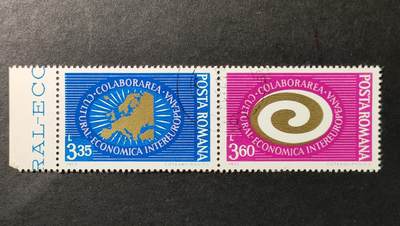 RAL-ECO
COLABORAREA
CULTURAL-ECONOMICA INTEREUROPEANA
POSTA ROMANA
L
3.35
COLABORAREA
CULTURAL-ECONOMICA INTEREUROPEANA
POSTA ROMANA
L
3.60